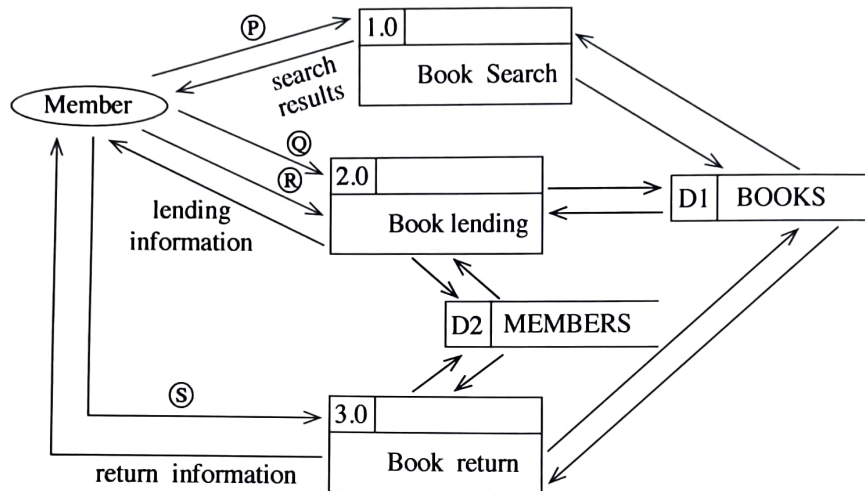 Ⓟ
1.0
Book Search
search
results
Member
Ⓠ
Ⓡ
2.0
Book lending
lending
information
D1 BOOKS
D2 MEMBERS
Ⓢ
3.0
Book return
return information